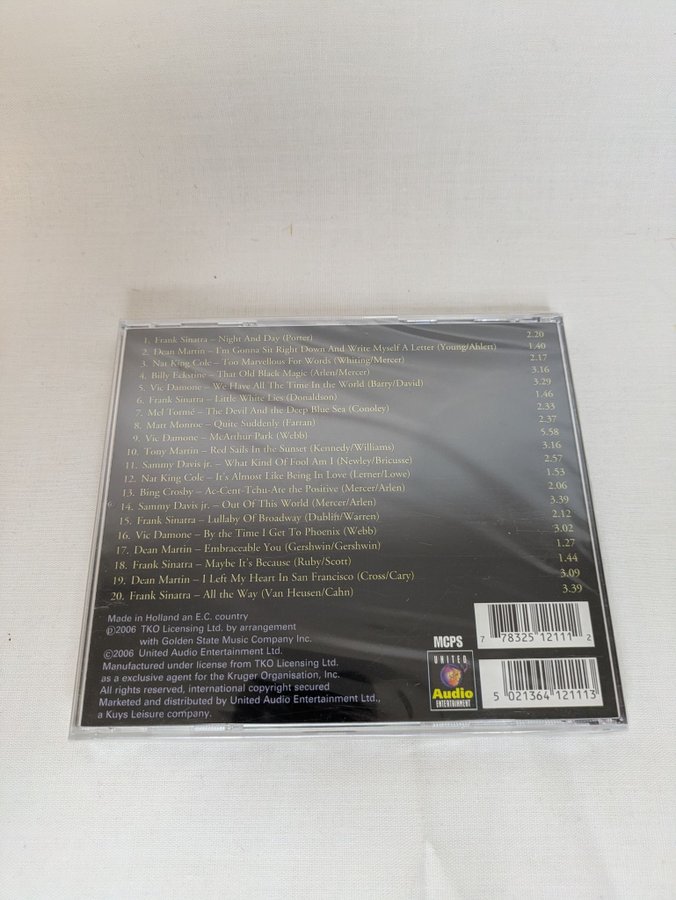 1. Frank Sinatra – Night And Day (Porter) 2.20
2. Dean Martin – I'm Gonna Sit Right Down And Write Myself A Letter (Young/Ahlert) 1.40
3. Nat King Cole – Too Marvellous For Words (Whiting/Mercer) 2.17
4. Billy Eckstine – That Old Black Magic (Arlen/Mercer) 3.16
5. Vic Damone – We Have All The Time In the World (Barry/David) 3.29
6. Frank Sinatra – Little White Lies (Donaldson) 1.46
7. Mel Tormé – The Devil And the Deep Blue Sea (Conoley) 2.33
8. Matt Monroe – Quite Suddenly (Farran) 2.37
9. Vic Damone – McArthur Park (Webb) 5.58
10. Tony Martin – Red Sails In the Sunset (Kennedy/Williams) 3.16
11. Sammy Davis jr. – What Kind Of Fool Am I (Newley/Bricusse) 2.57
12. Nat King Cole – It's Almost Like Being In Love (Lerner/Lowe) 1.53
13. Bing Crosby – Ac-Cent-Tchu-Ate the Positive (Mercer/Arlen) 2.06
14. Sammy Davis jr. – Out Of This World (Mercer/Arlen) 3.39
15. Frank Sinatra – Lullaby Of Broadway (Dublift/Warren) 2.12
16. Vic Damone – By the Time I Get To Phoenix (Webb) 3.02
17. Dean Martin – Embraceable You (Gershwin/Gershwin) 1.27
18. Frank Sinatra – Maybe It's Because (Ruby/Scott) 1.44
19. Dean Martin – I Left My Heart In San Francisco (Cross/Cary) 3.09
20. Frank Sinatra – All the Way (Van Heusen/Cahn) 3.39
Made in Holland an E.C. country
℗2006 TKO Licensing Ltd. by arrangement
with Golden State Music Company Inc.
©2006 United Audio Entertainment Ltd.
Manufactured under license from TKO Licensing Ltd.
as a exclusive agent for the Kruger Organisation, Inc.
All rights reserved, international copyright secured
Marketed and distributed by United Audio Entertainment Ltd.,
a Kuys Leisure company.
MCPS
UNITED
Audio
ENTERTAINMENT
7 78325 12111 2
5 021364 121113